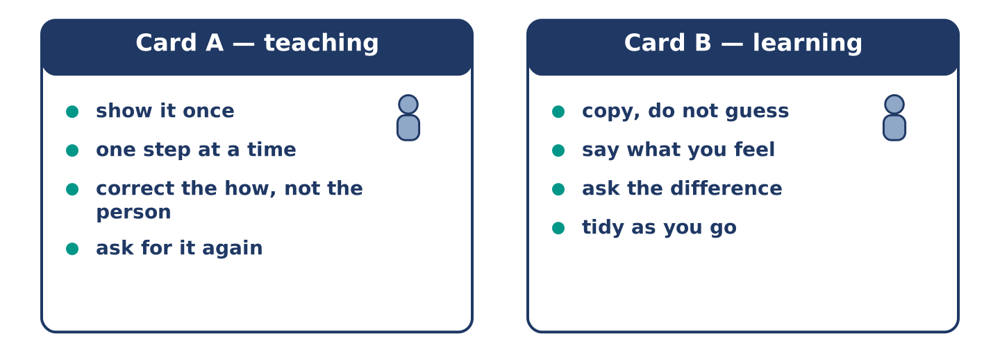 Card A — teaching
show it once
one step at a time
correct the how, not the
person
ask for it again
Card B — learning
copy, do not guess
say what you feel
ask the difference
tidy as you go